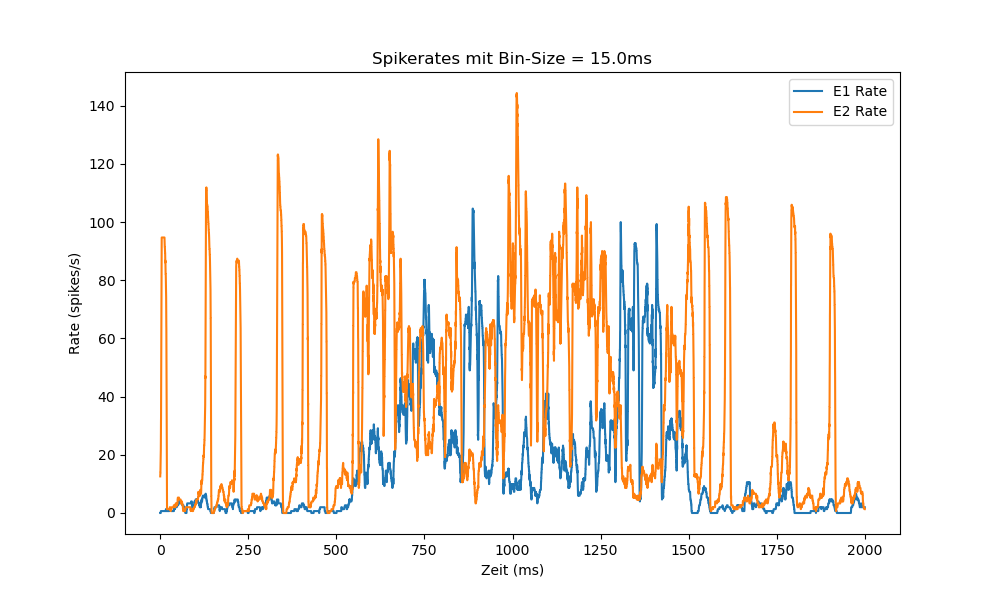 Spikerates mit Bin-Size = 15.0ms
E1 Rate
E2 Rate
140
120
100
80
60
40
20
0
Rate (spikes/s)
0 250 500 750 1000 1250 1500 1750 2000
Zeit (ms)